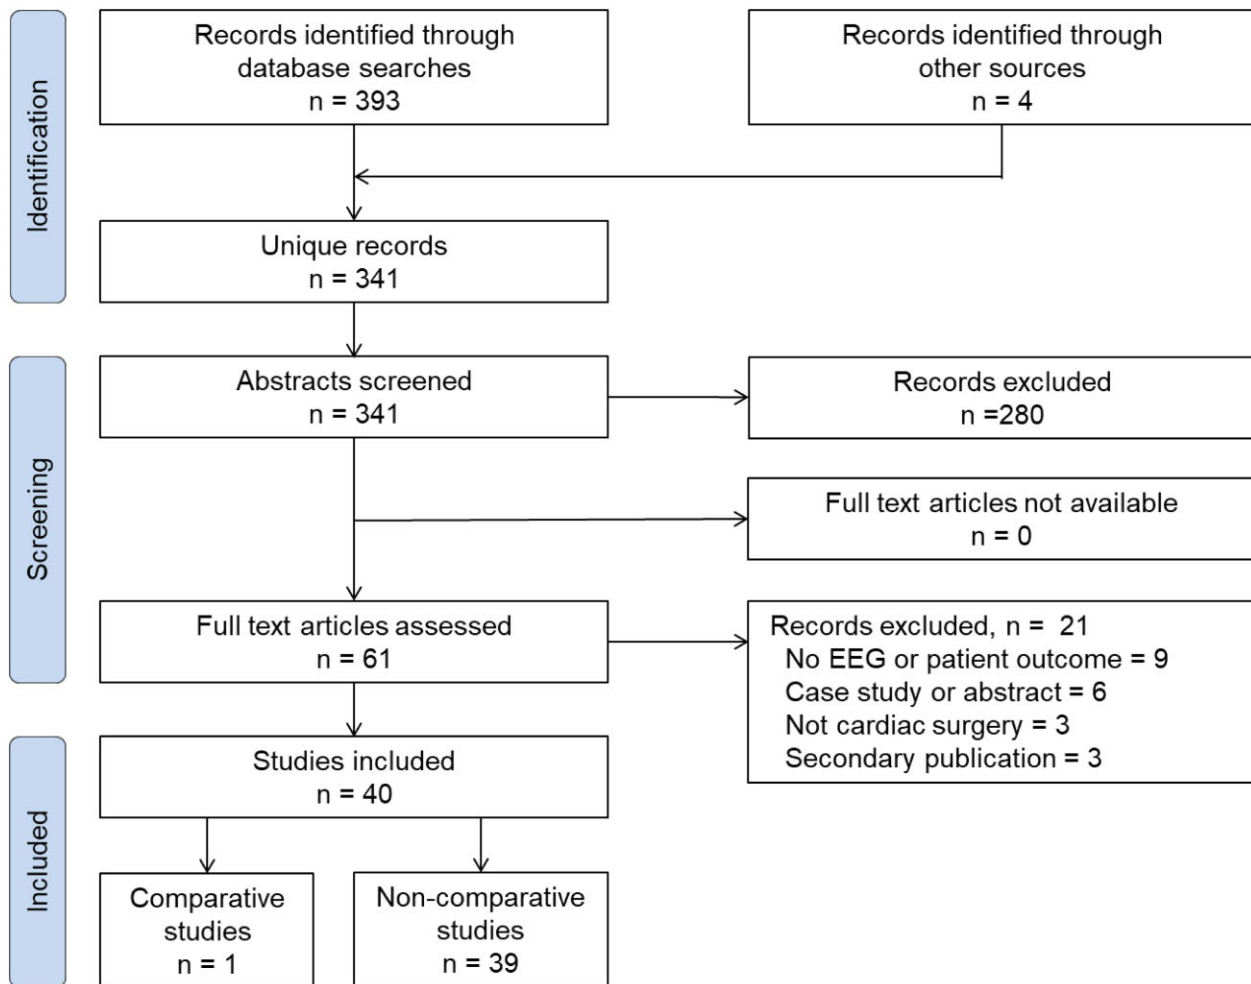 Identification
Records identified through
database searches
n = 393
Records identified through
other sources
n = 4
Unique records
n = 341
Screening
Abstracts screened
n = 341
Records excluded
n =280
Full text articles not available
n = 0
Full text articles assessed
n = 61
Records excluded, n =  21
No EEG or patient outcome = 9
Case study or abstract = 6
Not cardiac surgery = 3
Secondary publication = 3
Included
Studies included
n = 40
Comparative
studies
n = 1
Non-comparative
studies
n = 39